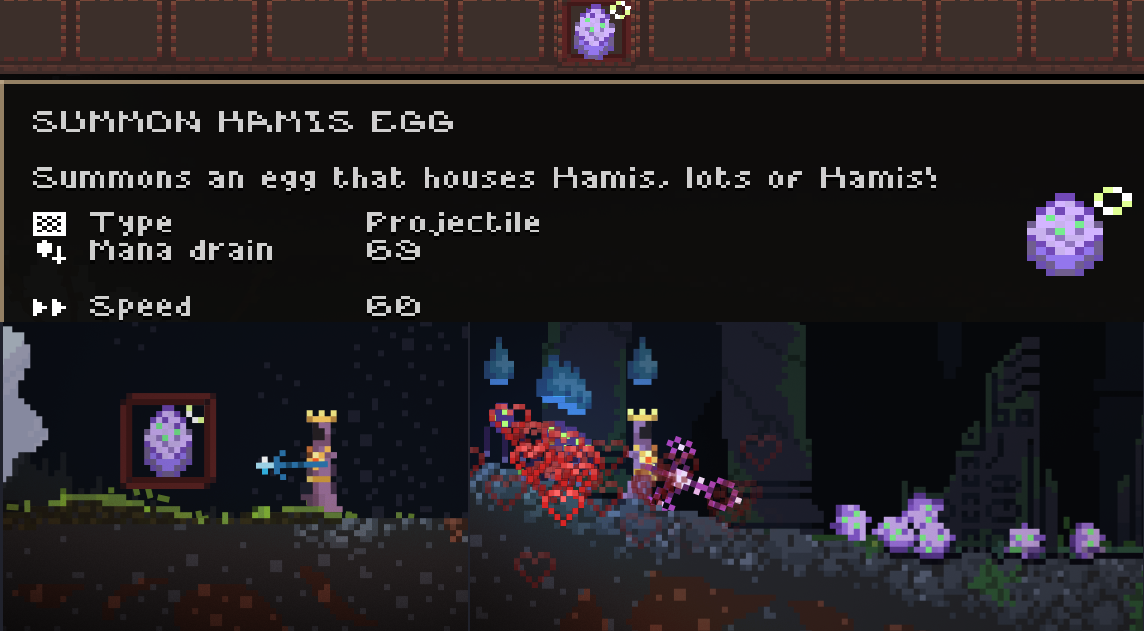 SUMMON HAMIS EGG
Summons an egg that houses Hamis, lots of Hamis!
Type Projectile
Mana drain 69
Speed 60